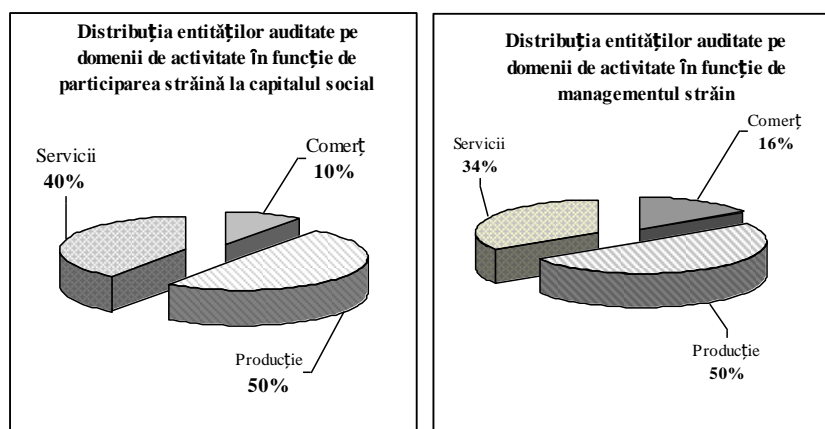 Distribuția entităților auditate pe
domenii de activitate în funcție de
participarea străină la capitalul social
Servicii
40%
Comerț
10%
Producție
50%
Distribuția entităților auditate pe
domenii de activitate în funcție de
managementul străin
Servicii
34%
Comerț
16%
Producție
50%